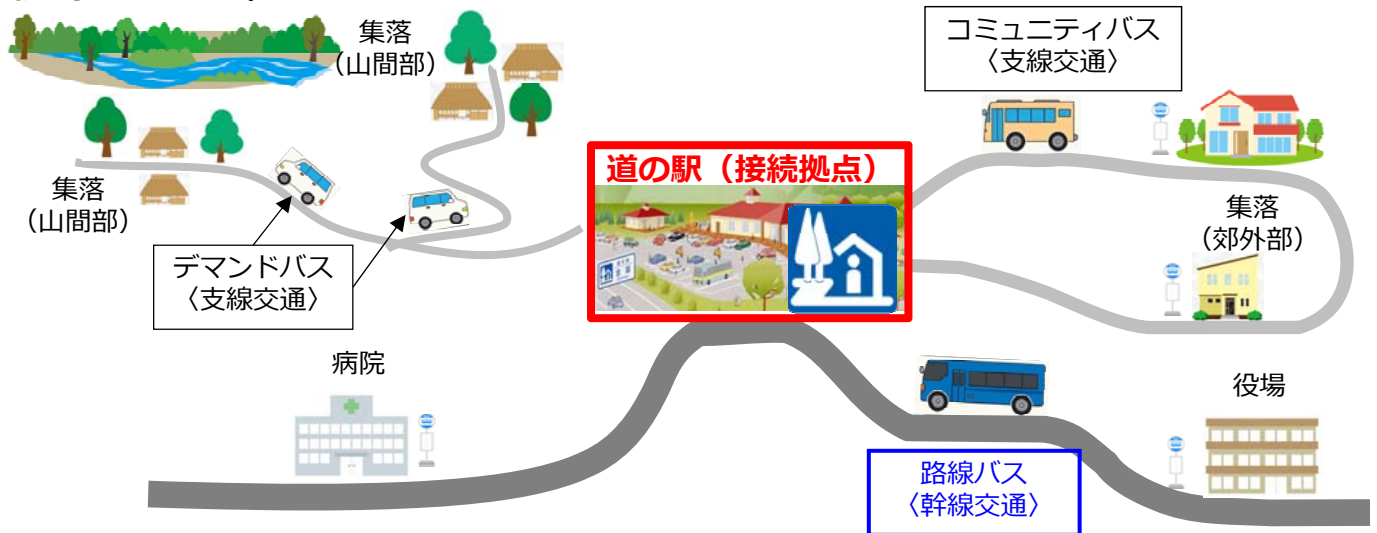 集落
(山間部)
コミュニティバス
〈支線交通〉
道の駅（接続拠点）
集落
(山間部)
集落
(郊外部)
デマンドバス
〈支線交通〉
病院
役場
路線バス
〈幹線交通〉